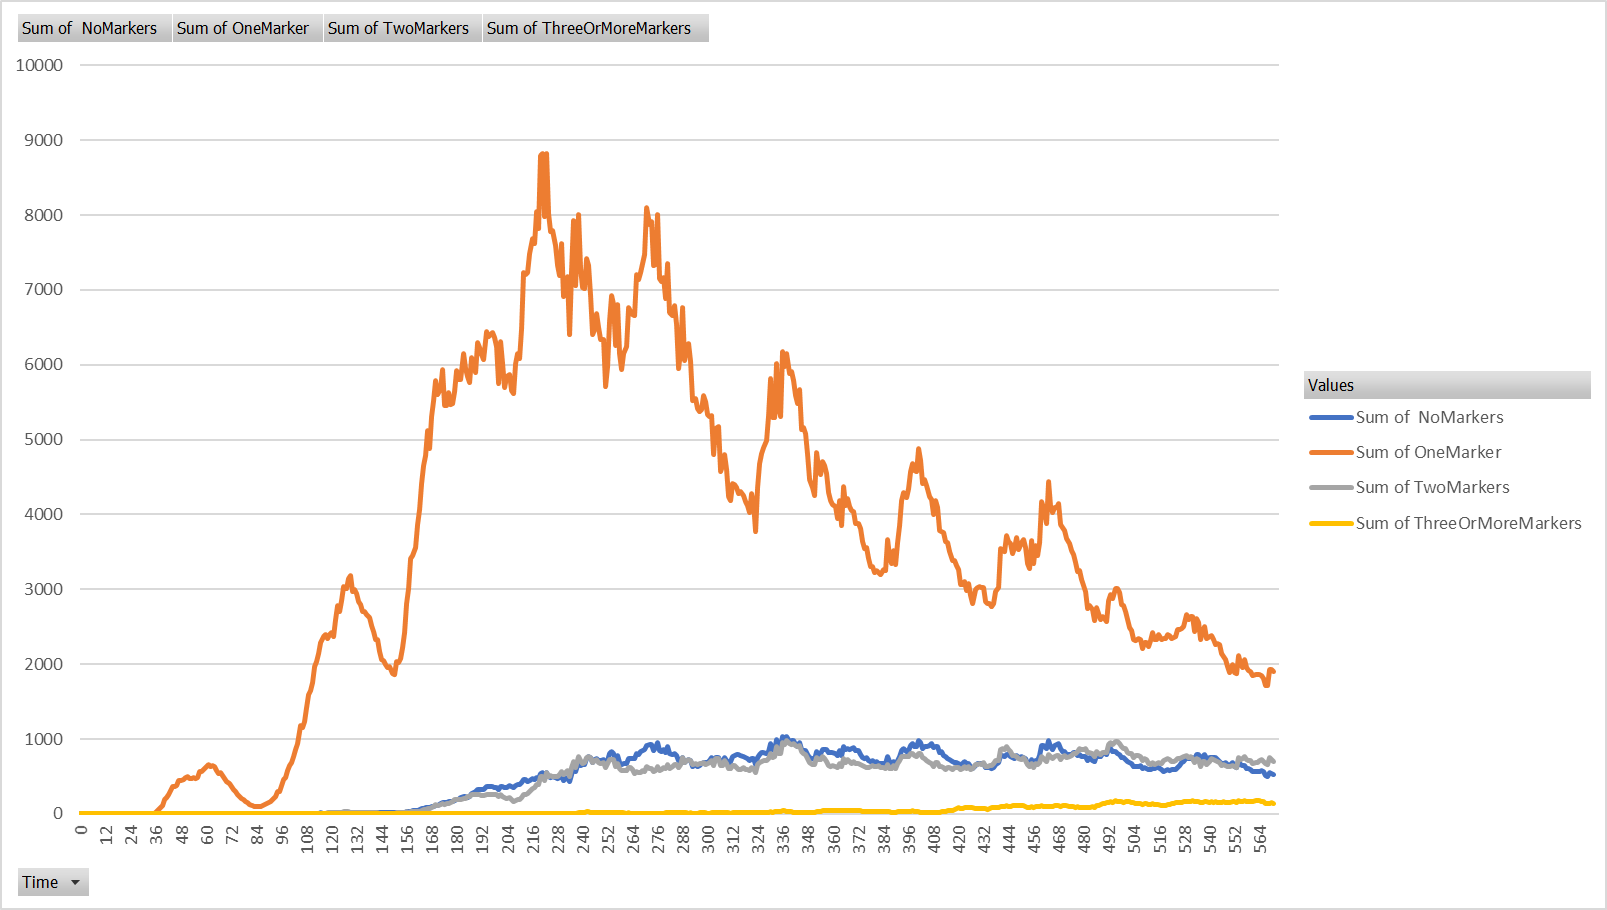 Sum of  NoMarkers Sum of OneMarker Sum of TwoMarkers Sum of ThreeOrMoreMarkers
10000
9000
8000
7000
6000
5000
4000
3000
2000
1000
0
0 12 24 36 48 60 72 84 96 108 120 132 144 156 168 180 192 204 216 228 240 252 264 276 288 300 312 324 336 348 360 372 384 396 408 420 432 444 456 468 480 492 504 516 528 540 552 564
Values
Sum of  NoMarkers
Sum of OneMarker
Sum of TwoMarkers
Sum of ThreeOrMoreMarkers
Time